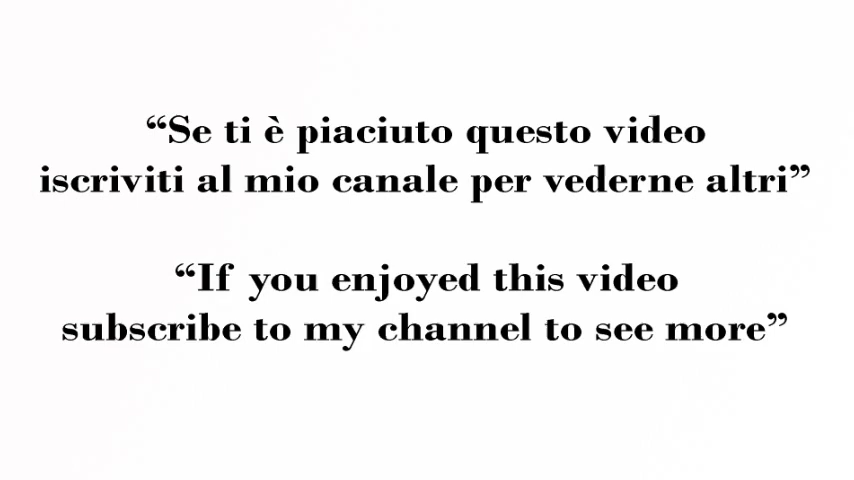 “Se ti è piaciuto questo video
iscriviti al mio canale per vederne altri”
“If you enjoyed this video
subscribe to my channel to see more”